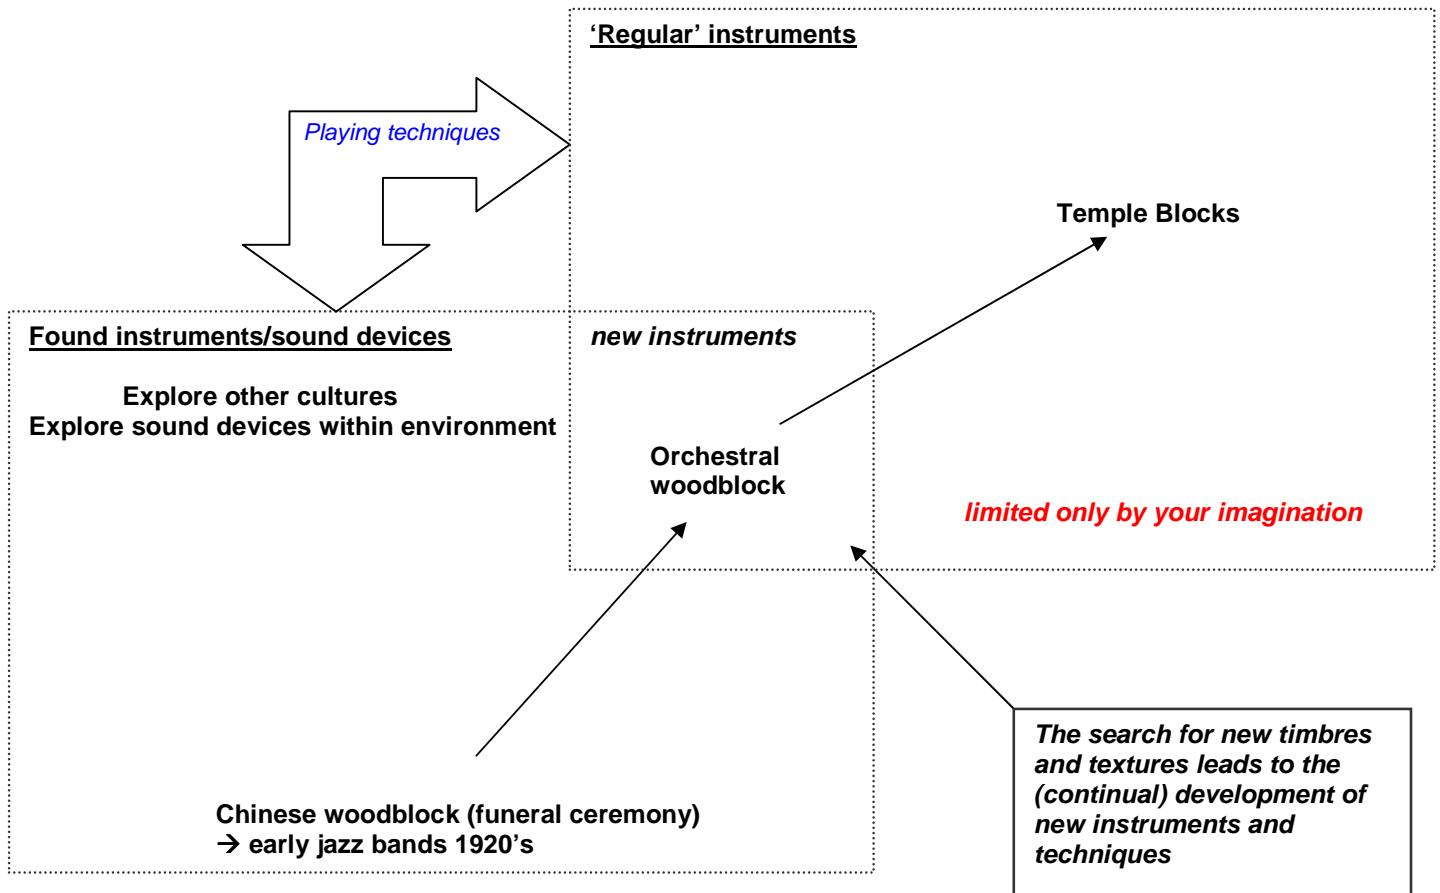 ‘Regular’ instruments
Playing techniques
Temple Blocks
Found instruments/sound devices
new instruments
Explore other cultures
Explore sound devices within environment
Orchestral
woodblock
limited only by your imagination
The search for new timbres
and textures leads to the
(continual) development of
new instruments and
techniques
Chinese woodblock (funeral ceremony)
→ early jazz bands 1920’s